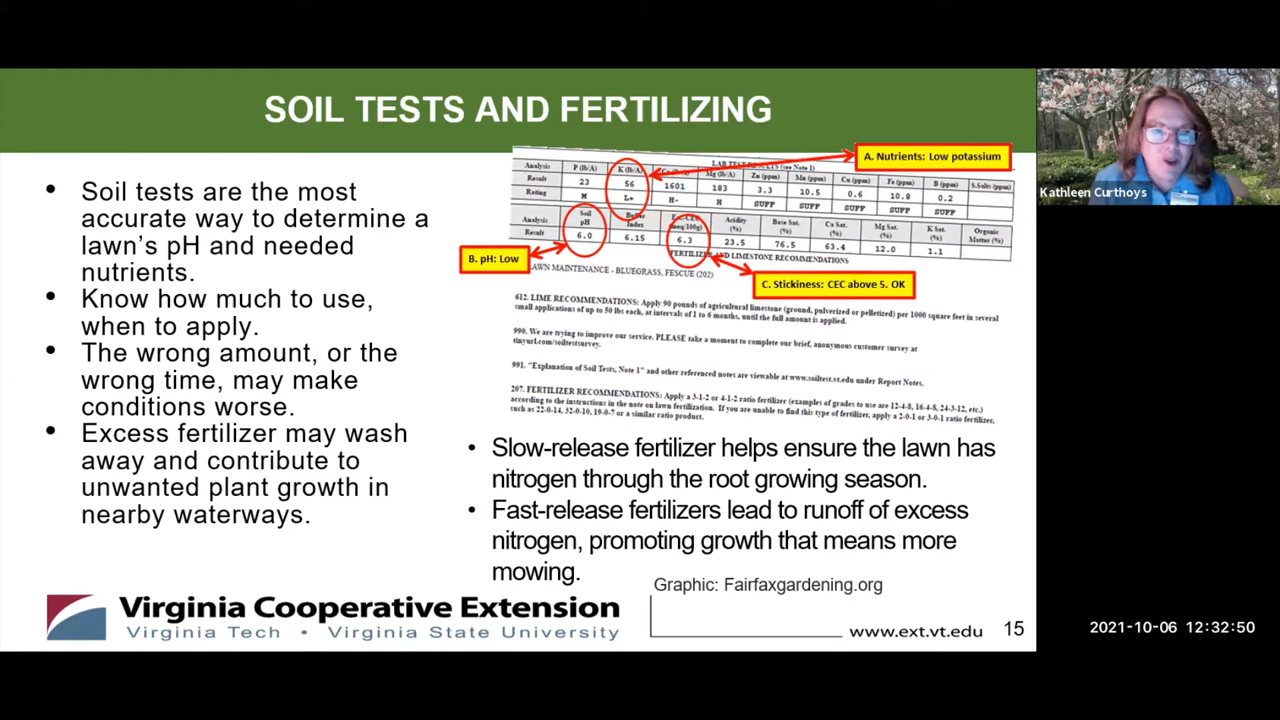 SOIL TESTS AND FERTILIZING
• Soil tests are the most
accurate way to determine a
lawn's pH and needed
nutrients.
• Know how much to use,
when to apply.
• The wrong amount, or the
wrong time, may make
conditions worse.
• Excess fertilizer may wash
away and contribute to
unwanted plant growth in
nearby waterways.
A. Nutrients: Low potassium
LAB TEST RESULTS (see Note 1)
Analysis P (lb/A) K (lb/A) Mg (lb/A) Zn (ppm) Mn (ppm) Cu (ppm) Fe (ppm) B (ppm) S.Salts (ppm)
Result 23 56 1601 183 3.3 10.5 0.6 10.8 0.2
Rating M L+ H- H SUFF SUFF SUFF SUFF SUFF
Analysis Soil pH Buffer Index Acidity (%) Base Sat. (%) Ca Sat. (%) Mg Sat. (%) K Sat. (%) Organic Matter (%)
Result 6.0 6.15 6.3 23.5 76.5 63.4 12.0 1.1
FERTILIZER AND LIMESTONE RECOMMENDATIONS
B. pH: Low
LAWN MAINTENANCE - BLUEGRASS, FESCUE (202)
C. Stickiness: CEC above 5. OK
612. LIME RECOMMENDATIONS: Apply 90 pounds of agricultural limestone (ground, pulverized or pelletized) per 1000 square feet in several
small applications of up to 50 lbs each, at intervals of 1 to 6 months, until the full amount is applied.
990. We are trying to improve our service. PLEASE take a moment to complete our brief, anonymous customer survey at
tinyurl.com/soiltestsurvey.
991. "Explanation of Soil Tests, Note 1" and other referenced notes are viewable at www.soiltest.vt.edu under Report Notes.
207. FERTILIZER RECOMMENDATIONS: Apply a 3-1-2 or 4-1-2 ratio fertilizer (examples of grades to use are 12-4-8, 16-4-8, 24-3-12, etc.)
according to the instructions in the note on lawn fertilization. If you are unable to find this type of fertilizer, apply a 2-0-1 or 3-0-1 ratio fertilizer,
such as 22-0-14, 32-0-10, 19-0-7 or a similar ratio product.
• Slow-release fertilizer helps ensure the lawn has
nitrogen through the root growing season.
• Fast-release fertilizers lead to runoff of excess
nitrogen, promoting growth that means more
mowing.
Graphic: Fairfaxgardening.org
Virginia Cooperative Extension
Virginia Tech • Virginia State University
www.ext.vt.edu
15
Kathleen Curthoys
2021-10-06 12:32:50